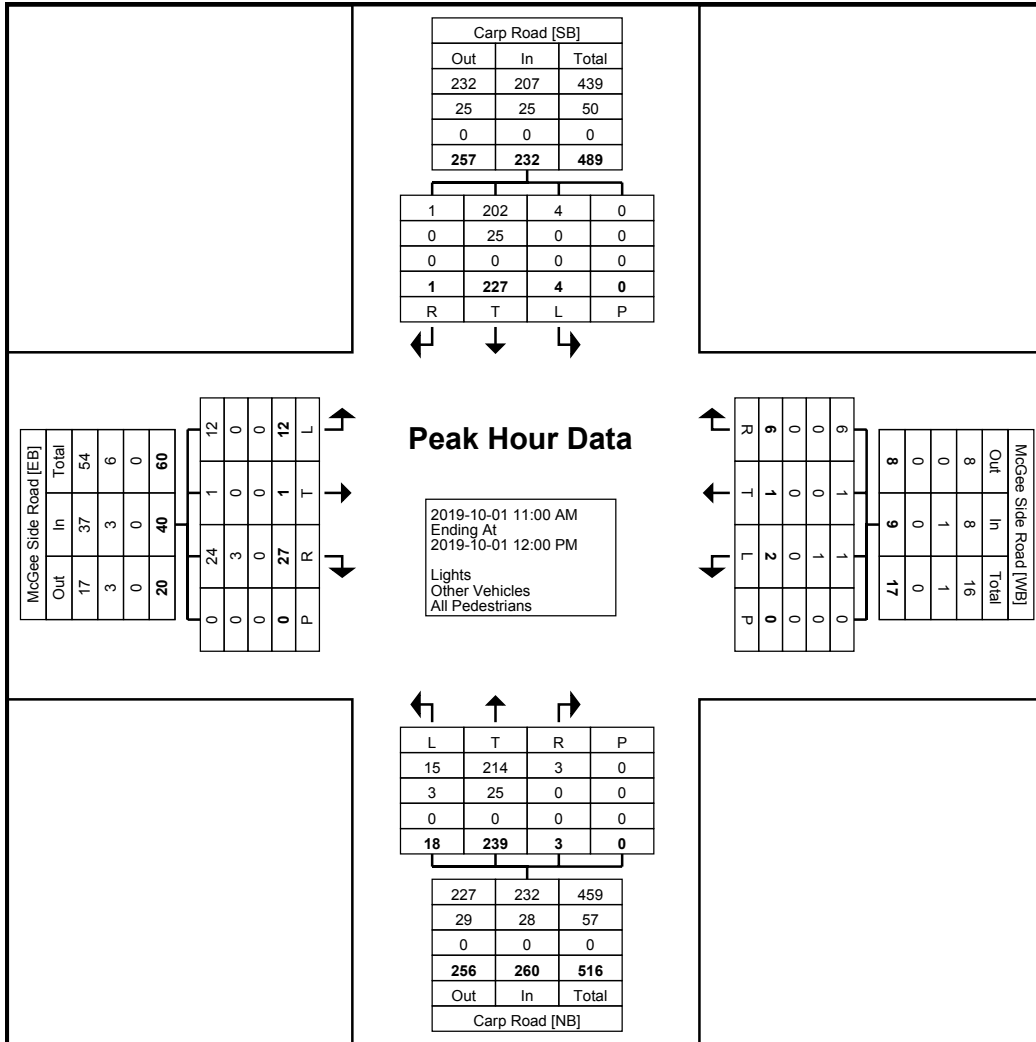 Carp Road [SB]
Out In Total
232 207 439
25 25 50
0 0 0
257 232 489
1 202 4 0
0 25 0 0
0 0 0 0
1 227 4 0
R T L P
McGee Side Road [EB]
Out In Total
17 37 54
3 3 6
0 0 0
20 40 60
0 24 1 12
0 3 0 0
0 0 0 0
0 27 1 12
P R T L
Peak Hour Data
2019-10-01 11:00 AM
Ending At
2019-10-01 12:00 PM
Lights
Other Vehicles
All Pedestrians
McGee Side Road [WB]
Out In Total
8 8 16
0 1 1
0 0 0
8 9 17
6 1 1 0
0 0 1 0
0 0 0 0
6 1 2 0
R T L P
L T R P
15 214 3 0
3 25 0 0
0 0 0 0
18 239 3 0
227 232 459
29 28 57
0 0 0
256 260 516
Out In Total
Carp Road [NB]